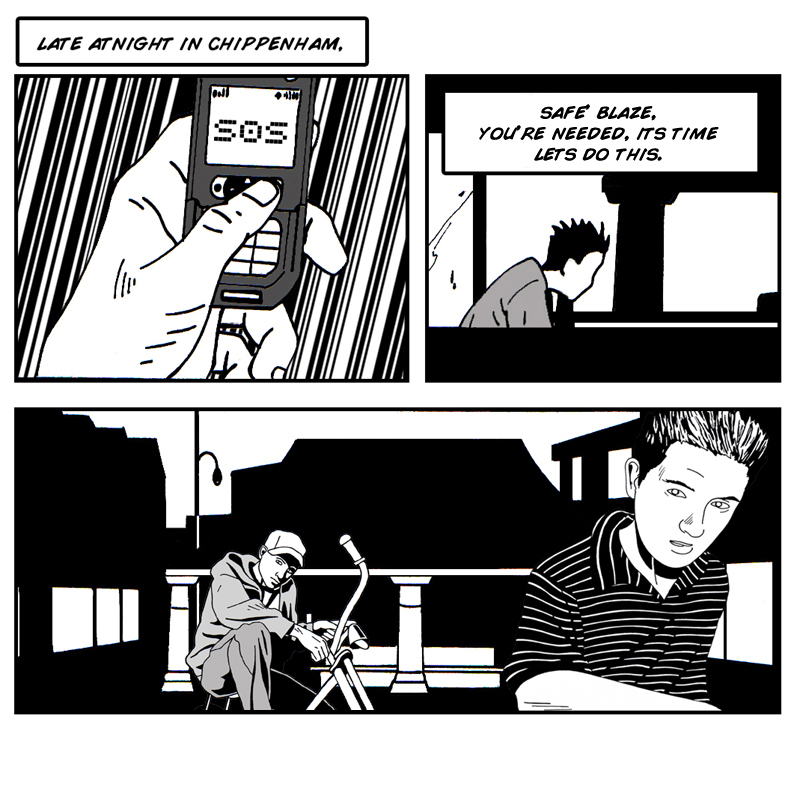 LATE ATNIGHT IN CHIPPENHAM,
SOS
SAFE' BLAZE,
YOU'RE NEEDED, ITS TIME
LETS DO THIS.